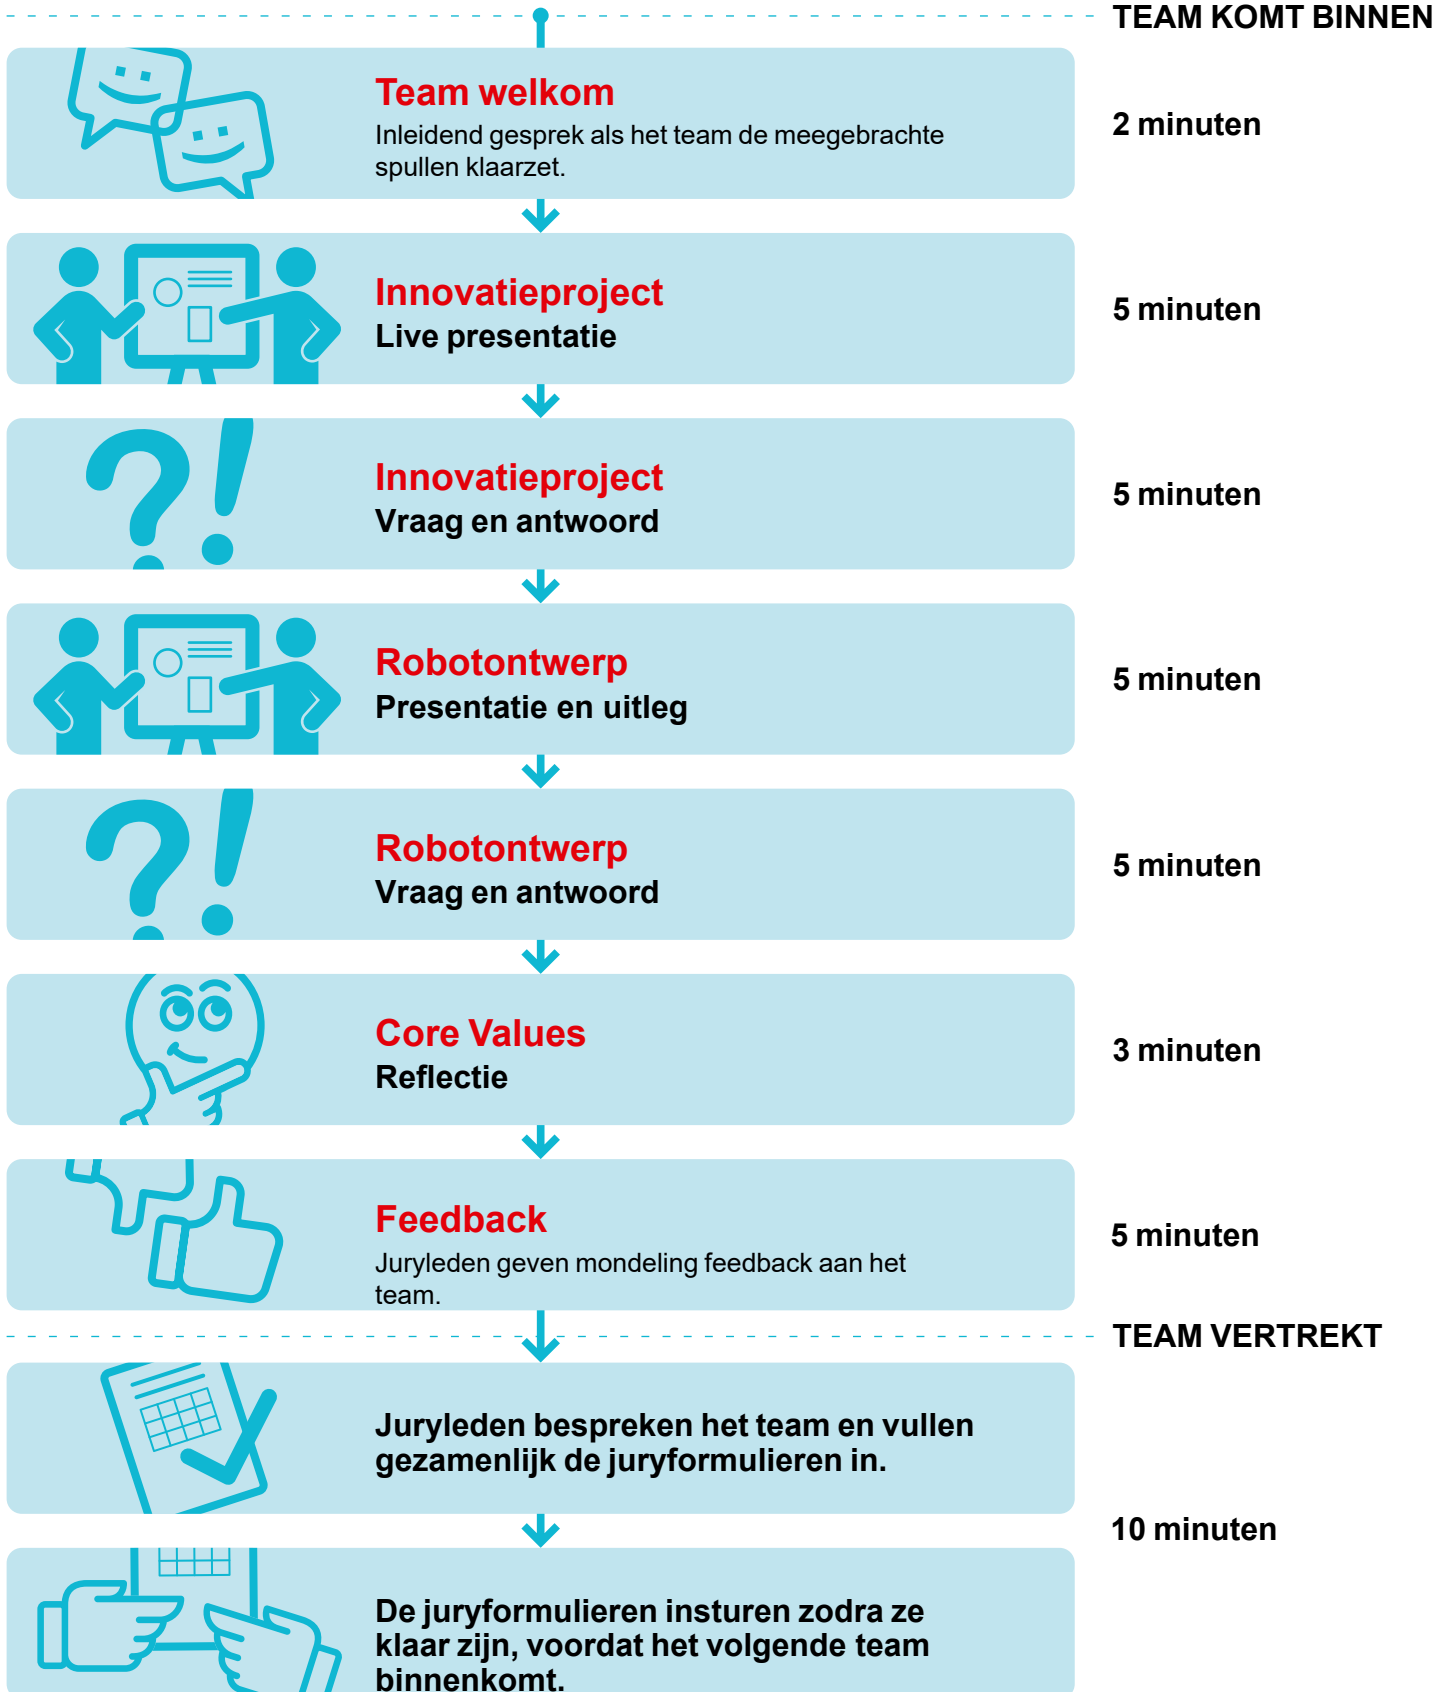 TEAM KOMT BINNEN
Team welkom
Inleidend gesprek als het team de meegebrachte
spullen klaarzet.
2 minuten
Innovatieproject
Live presentatie
5 minuten
Innovatieproject
Vraag en antwoord
5 minuten
Robotontwerp
Presentatie en uitleg
5 minuten
Robotontwerp
Vraag en antwoord
5 minuten
Core Values
Reflectie
3 minuten
Feedback
Juryleden geven mondeling feedback aan het
team.
5 minuten
TEAM VERTREKT
Juryleden bespreken het team en vullen
gezamenlijk de juryformulieren in.
10 minuten
De juryformulieren insturen zodra ze
klaar zijn, voordat het volgende team
binnenkomt.